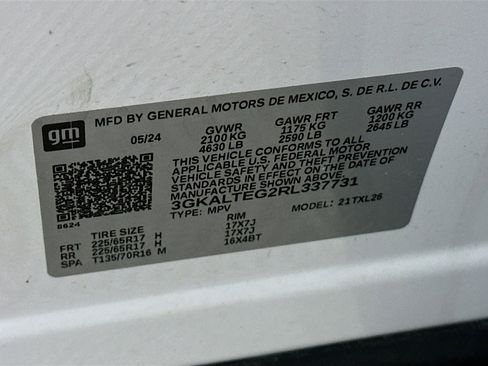 gm
MFD BY GENERAL MOTORS DE MEXICO, S. DE R.L. DE C.V.
05/24 GVWR GAWR FRT GAWR RR
2100 KG 1175 KG 1200 KG
4630 LB 2590 LB 2645 LB
THIS VEHICLE CONFORMS TO ALL
APPLICABLE U.S. FEDERAL MOTOR
VEHICLE SAFETY AND THEFT PREVENTION
STANDARDS IN EFFECT ON THE DATE OF
3GKALTEG2RL337731
TYPE: MPV MODEL: 21TXL26
8624
TIRE SIZE RIM
FRT 225/65R17 H 17X7J
RR 225/65R17 H 17X7J
SPA T135/70R16 M 16X4BT